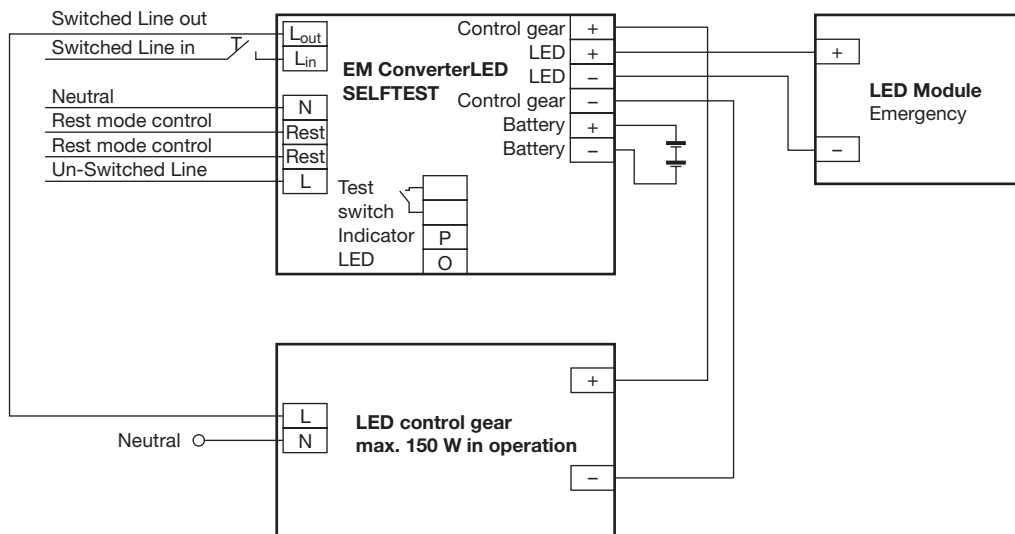 Switched Line out
Switched Line in
Neutral
Rest mode control
Rest mode control
Un-Switched Line
Lout
Lin
N
Rest
Rest
L
EM ConverterLED
SELFTEST
Test
switch
Indicator
LED
P
O
Control gear +
LED +
LED –
Control gear –
Battery +
Battery –
+
–
LED Module
Emergency
L
N
Neutral
LED control gear
max. 150 W in operation
+
–